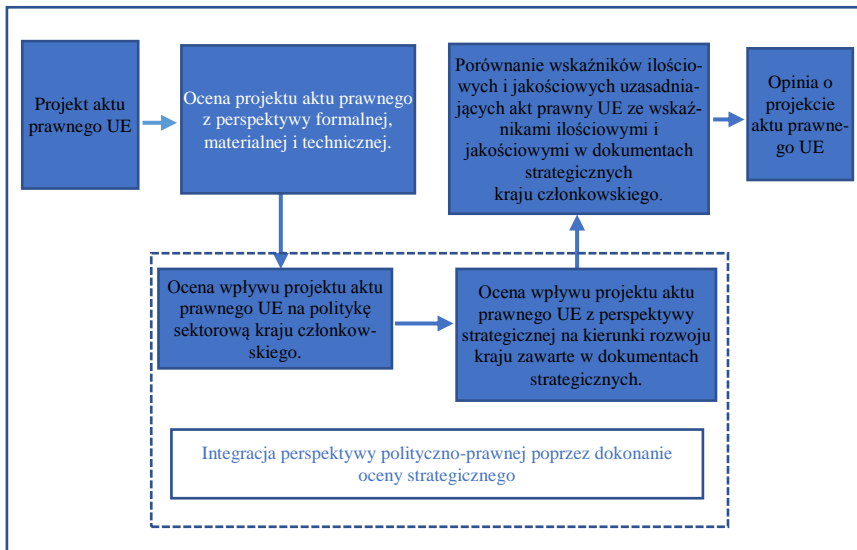 Projekt aktu
prawnego UE
Ocena projektu aktu prawnego
z perspektywy formalnej,
materialnej i technicznej.
Ocena wpływu projektu aktu
prawnego UE na politykę
sektorową kraju członkow-
skiego.
Ocena wpływu projektu aktu
prawnego UE z perspektywy
strategicznej na kierunki rozwoju
kraju zawarte w dokumentach
strategicznych.
Porównanie wskaźników ilościo-
wych i jakościowych uzasadnia-
jących akt prawny UE ze wskaź-
nikami ilościowymi i
jakościowymi w dokumentach
strategicznych
kraju członkowskiego.
Opinia o
projekcie
aktu prawne-
go UE
Integracja perspektywy polityczno-prawnej poprzez dokonanie
oceny strategicznego